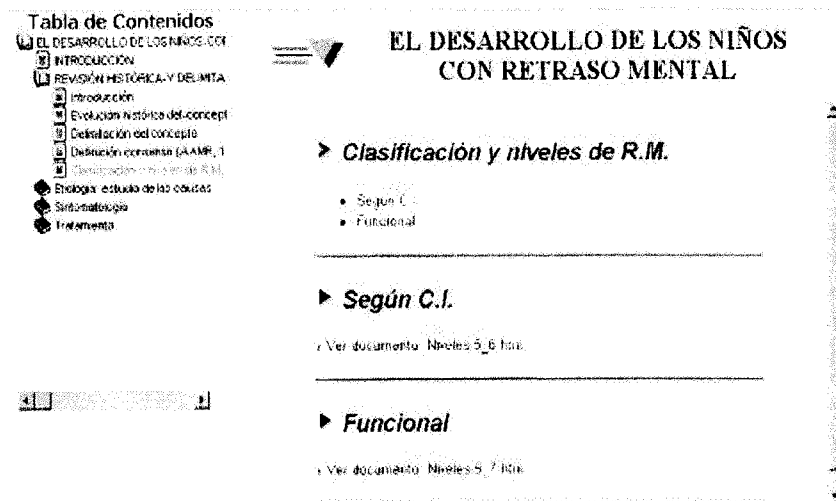 Tabla de Contenidos
EL DESARROLLO DE LOS NIÑOS CON
INTRODUCCIÓN
REVISIÓN HISTÓRICA Y DELIMITA
Introducción
Evolución histórica del concept
Delimitación del concepto
Definición consenso (AAMR, 1
Clasificación y niveles de R.M.
Etiología: estudio de las causas
Sintomatología
Tratamiento
EL DESARROLLO DE LOS NIÑOS
CON RETRASO MENTAL
Clasificación y niveles de R.M.
Según C.I.
Funcional
Según C.I.
Ver documento: Niveles 5_6.htm
Funcional
Ver documento: Niveles 5_7.htm